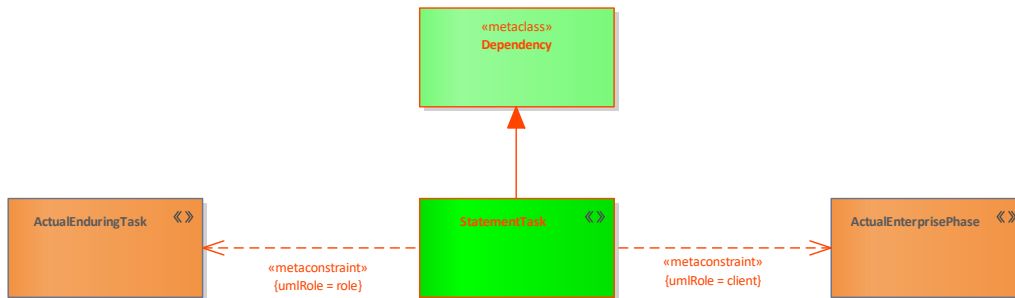 «metaclass»
Dependency
ActualEnduringTask
StatementTask
ActualEnterprisePhase
«metaconstraint»
{umlRole = role}
«metaconstraint»
{umlRole = client}